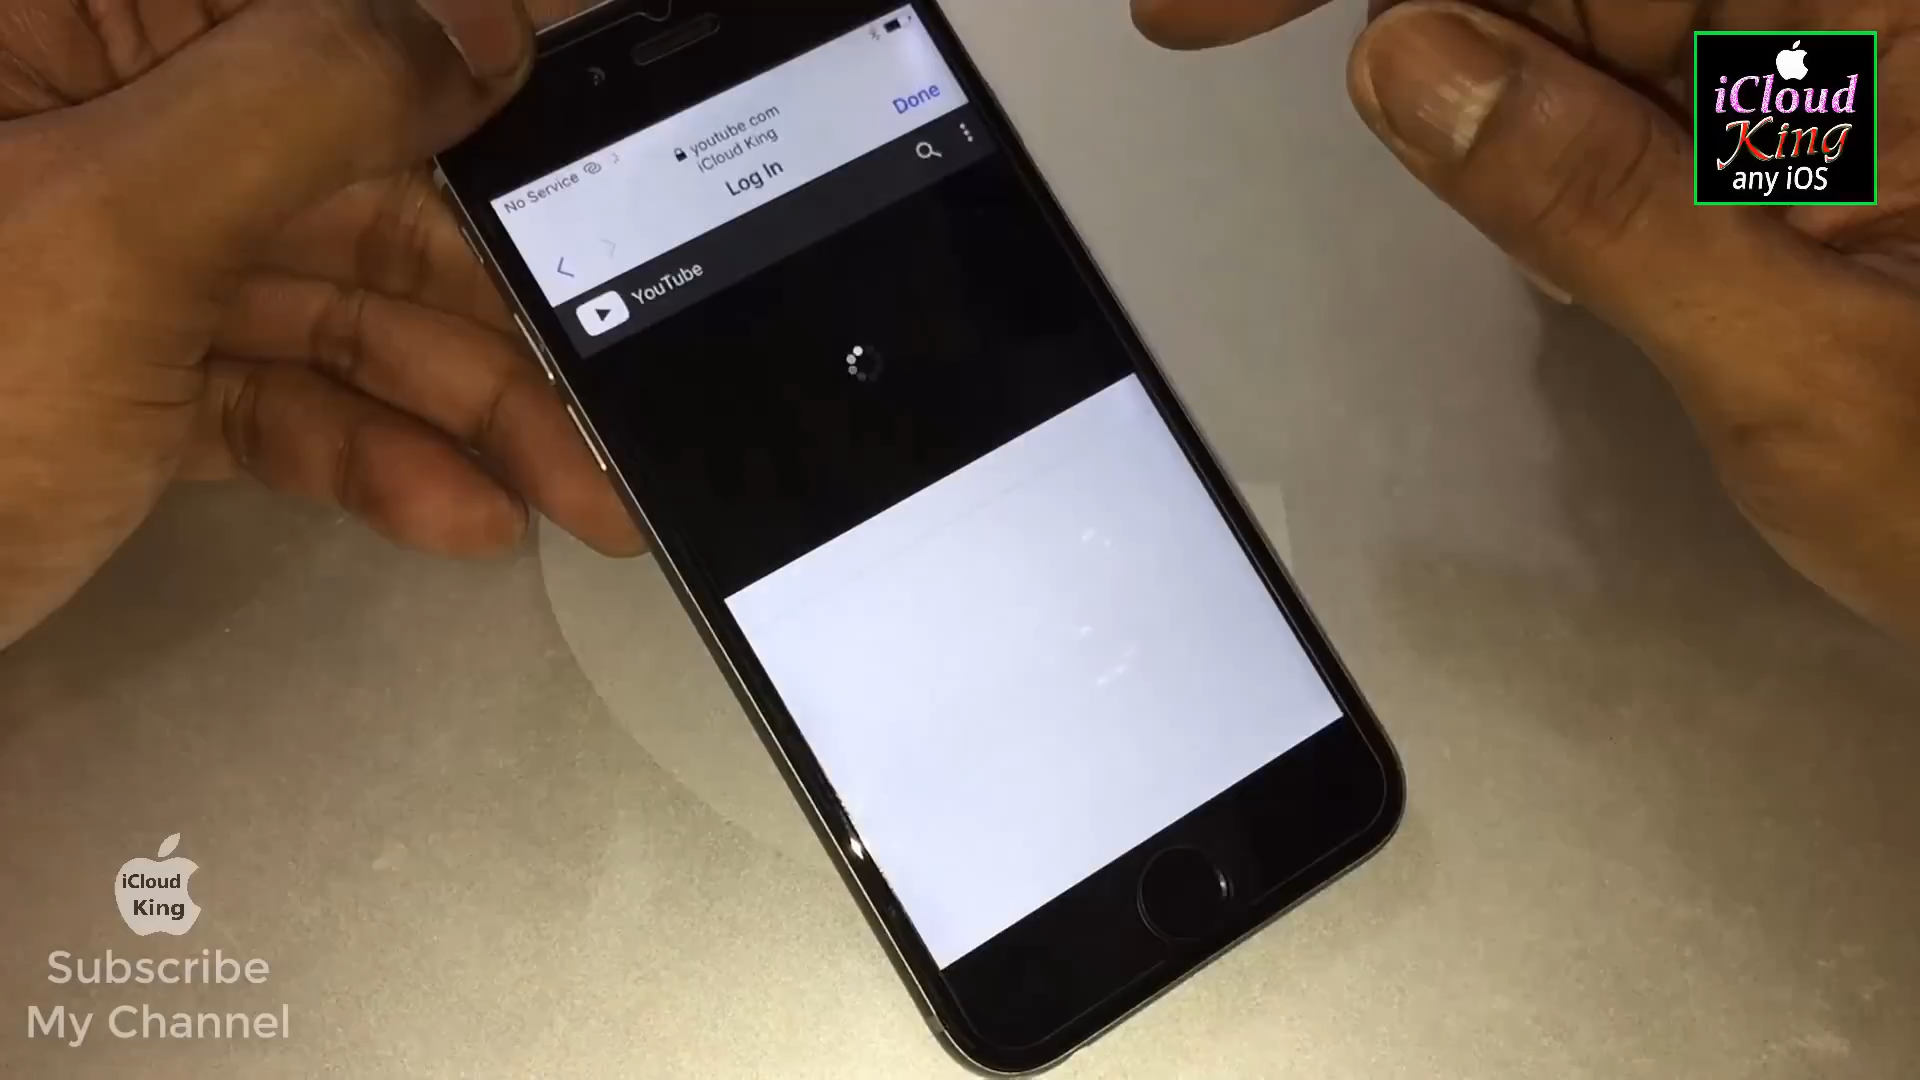 No Service
youtube.com
iCloud King
Log In
Done
YouTube
iCloud
King
any iOS
iCloud
King
Subscribe
My Channel